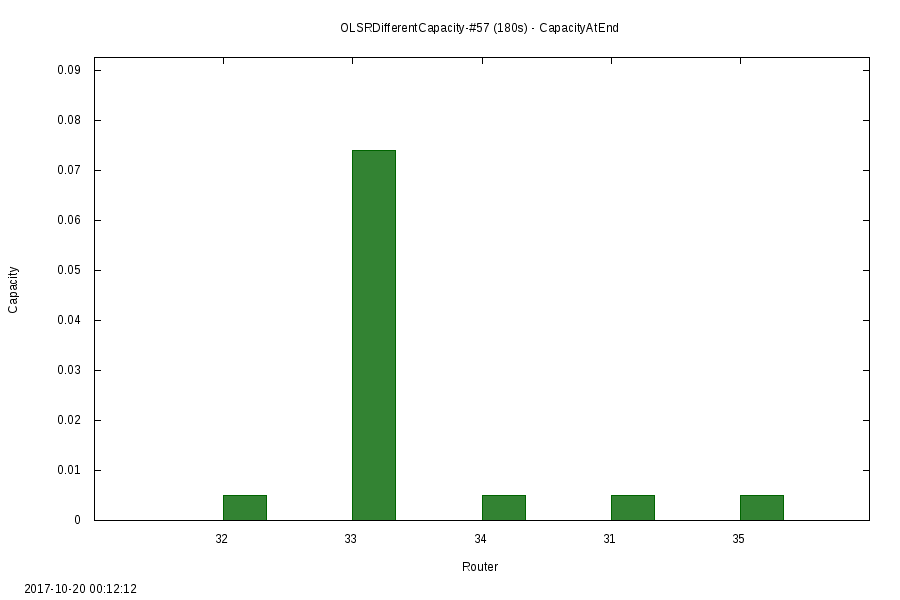 OLSRDifferentCapacity-#57 (180s) - CapacityAtEnd
0.09
0.08
0.07
0.06
0.05
0.04
0.03
0.02
0.01
0
Capacity
32 33 34 31 35
Router
2017-10-20 00:12:12